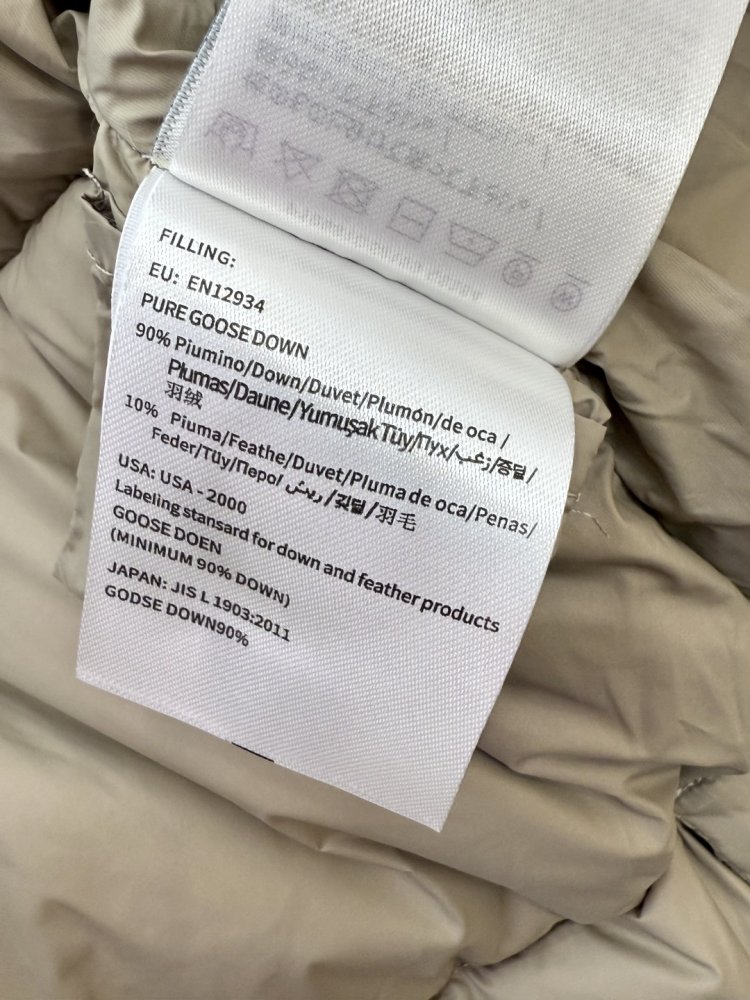 FILLING:
EU: EN12934
PURE GOOSE DOWN
90% Piumino/Down/Duvet/Plumón/de oca /
Plumas/Daune/Yumuşak Tüy/Пух/زغب/증털/
羽绒
10% Piuma/Feathe/Duvet/Pluma de oca/Penas/
Feder/Tüy/Перо/ ريش /깃털/羽毛
USA: USA - 2000
Labeling stansard for down and feather products
GOOSE DOEN
(MINIMUM 90% DOWN)
JAPAN: JIS L 1903:2011
GODSE DOWN90%